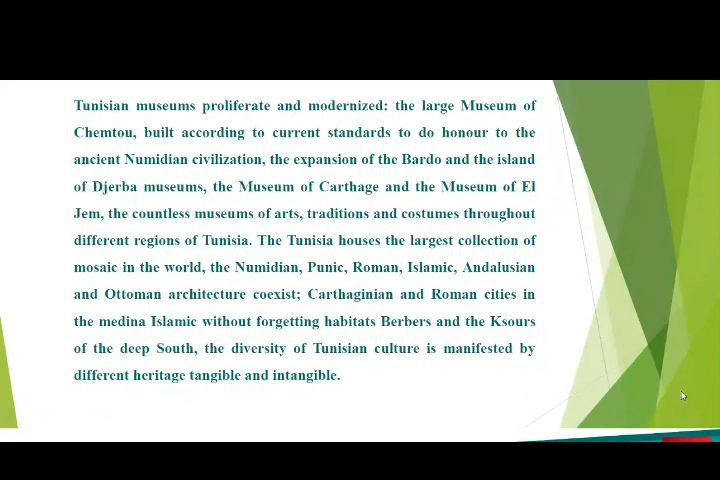 Tunisian museums proliferate and modernized: the large Museum of
Chemtou, built according to current standards to do honour to the
ancient Numidian civilization, the expansion of the Bardo and the island
of Djerba museums, the Museum of Carthage and the Museum of El
Jem, the countless museums of arts, traditions and costumes throughout
different regions of Tunisia. The Tunisia houses the largest collection of
mosaic in the world, the Numidian, Punic, Roman, Islamic, Andalusian
and Ottoman architecture coexist; Carthaginian and Roman cities in
the medina Islamic without forgetting habitats Berbers and the Ksours
of the deep South, the diversity of Tunisian culture is manifested by
different heritage tangible and intangible.